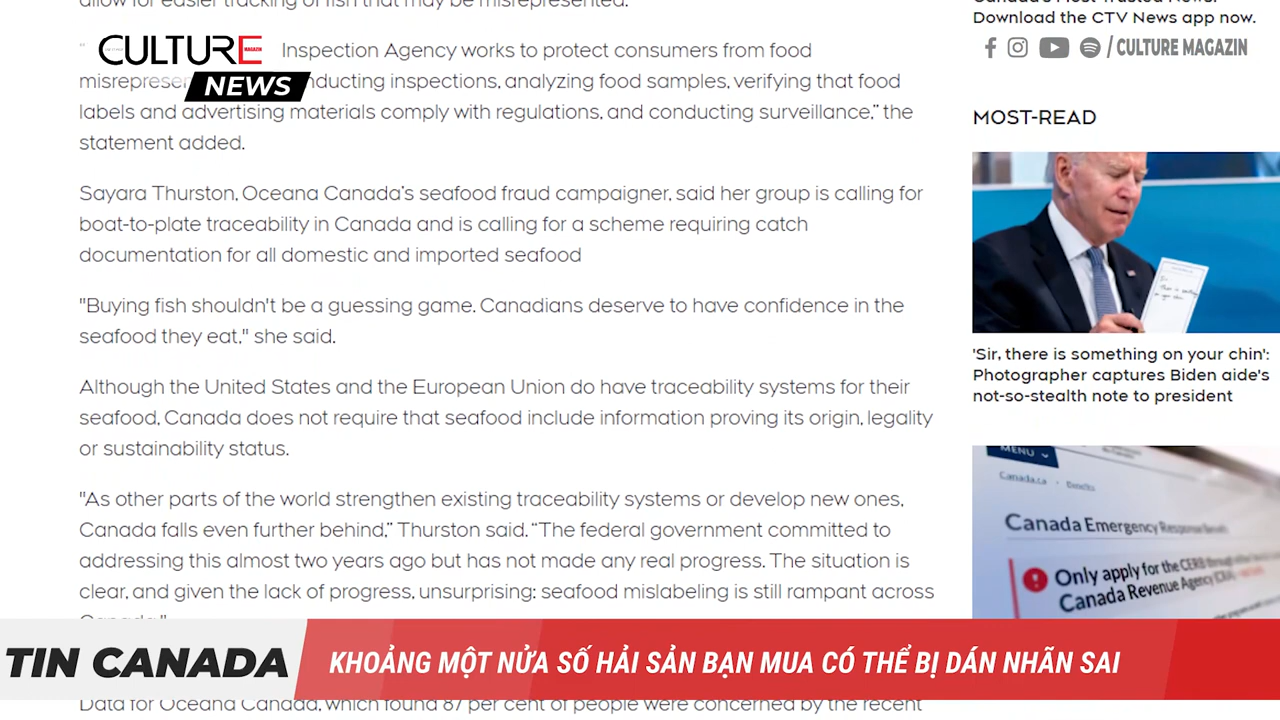 allow for easier tracking of fish that may be misrepresented.
CULTURE
MAGAZIN
NEWS
Inspection Agency works to protect consumers from food
nducting inspections, analyzing food samples, verifying that food
labels and advertising materials comply with regulations, and conducting surveillance,” the
statement added.
Sayara Thurston, Oceana Canada’s seafood fraud campaigner, said her group is calling for
boat-to-plate traceability in Canada and is calling for a scheme requiring catch
documentation for all domestic and imported seafood
"Buying fish shouldn't be a guessing game. Canadians deserve to have confidence in the
seafood they eat," she said.
Although the United States and the European Union do have traceability systems for their
seafood, Canada does not require that seafood include information proving its origin, legality
or sustainability status.
"As other parts of the world strengthen existing traceability systems or develop new ones,
Canada falls even further behind,” Thurston said. “The federal government committed to
addressing this almost two years ago but has not made any real progress. The situation is
clear, and given the lack of progress, unsurprising: seafood mislabeling is still rampant across
Data for Oceana Canada, which found 87 per cent of people were concerned by the recent
Download the CTV News app now.
/ CULTURE MAGAZIN
MOST-READ
Sir,
There is something
on your chin
'Sir, there is something on your chin':
Photographer captures Biden aide's
not-so-stealth note to president
MENU
Canada.ca
Canada Emergency Response Benefit
Only apply for the CERB through
Canada Revenue Agency (CRA)
TIN CANADA
KHOẢNG MỘT NỬA SỐ HẢI SẢN BẠN MUA CÓ THỂ BỊ DÁN NHÃN SAI